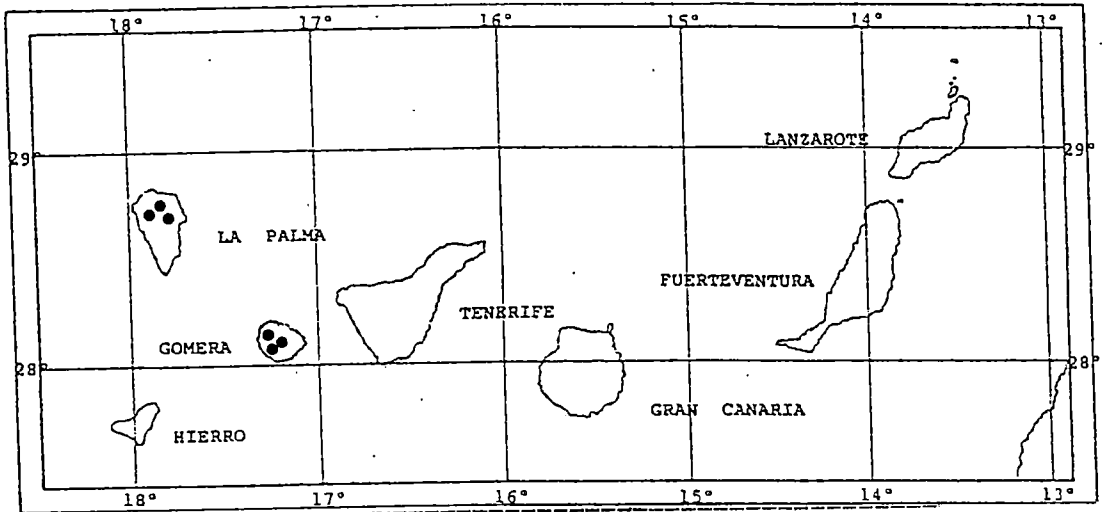 18° 17° 16° 15° 14° 13°
LANZAROTE
29° 29°
LA PALMA
FUERTEVENTURA
TENERIFE
GOMERA
28° 28°
GRAN CANARIA
HIERRO
18° 17° 16° 15° 14° 13°